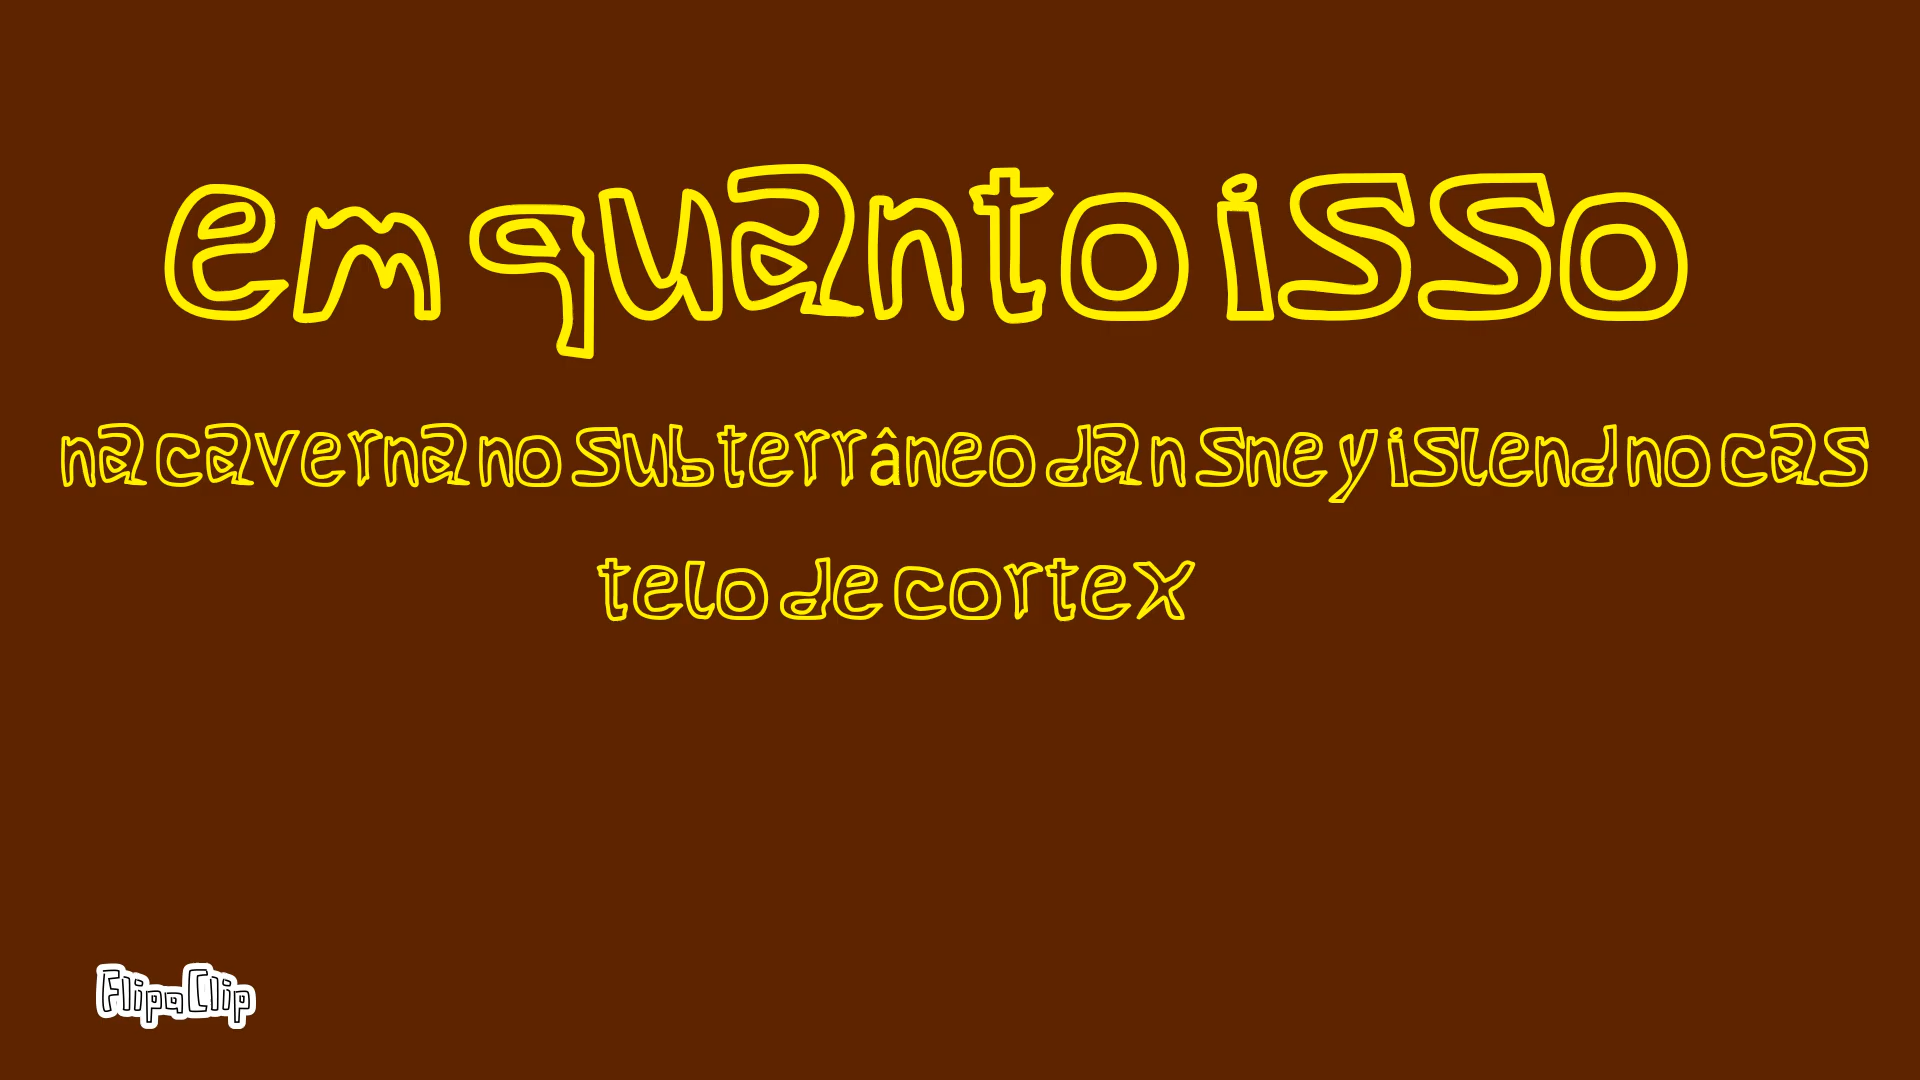 em quanto isso
na caverna no subterrâneo da n sney islend no cas
telo de cortex
FlipaClip